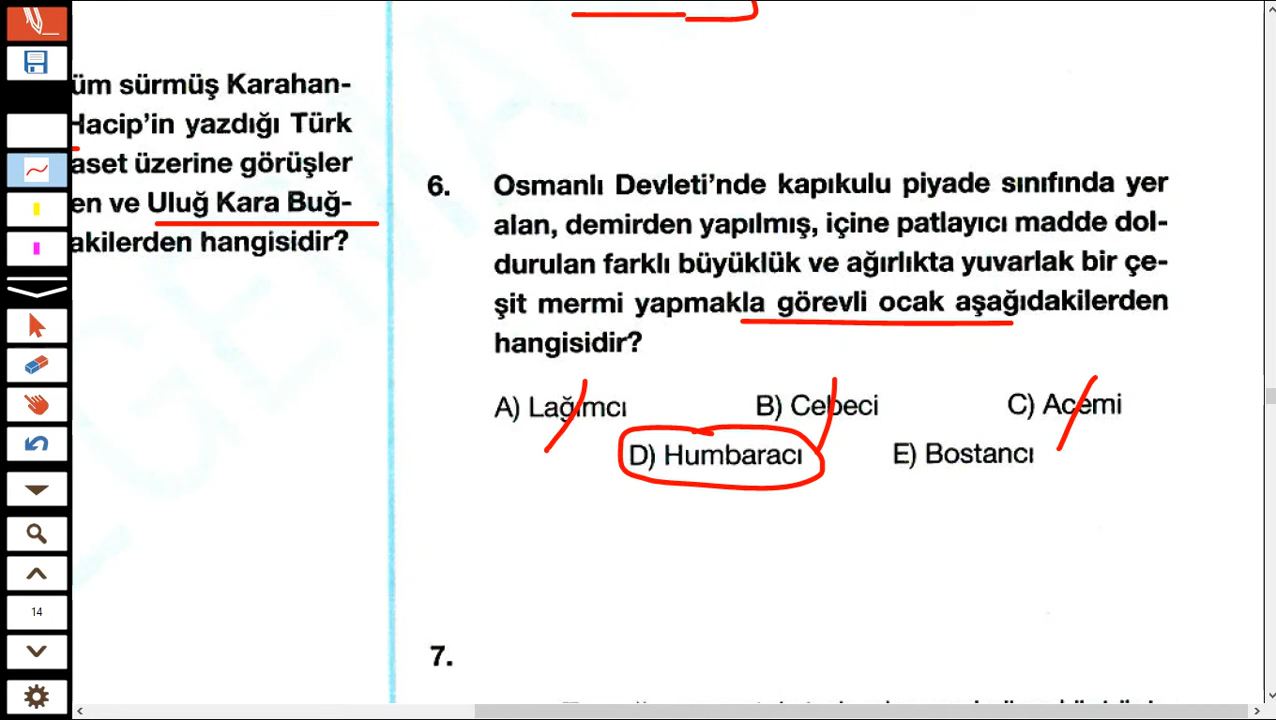 üm sürmüş Karahan-
Hacip’in yazdığı Türk
aset üzerine görüşler
en ve Uluğ Kara Buğ-
akilerden hangisidir?
6. Osmanlı Devleti’nde kapıkulu piyade sınıfında yer
alan, demirden yapılmış, içine patlayıcı madde dol-
durulan farklı büyüklük ve ağırlıkta yuvarlak bir çe-
şit mermi yapmakla görevli ocak aşağıdakilerden
hangisidir?
A) Lağımcı B) Cebeci C) Acemi
D) Humbaracı E) Bostancı
7.
14